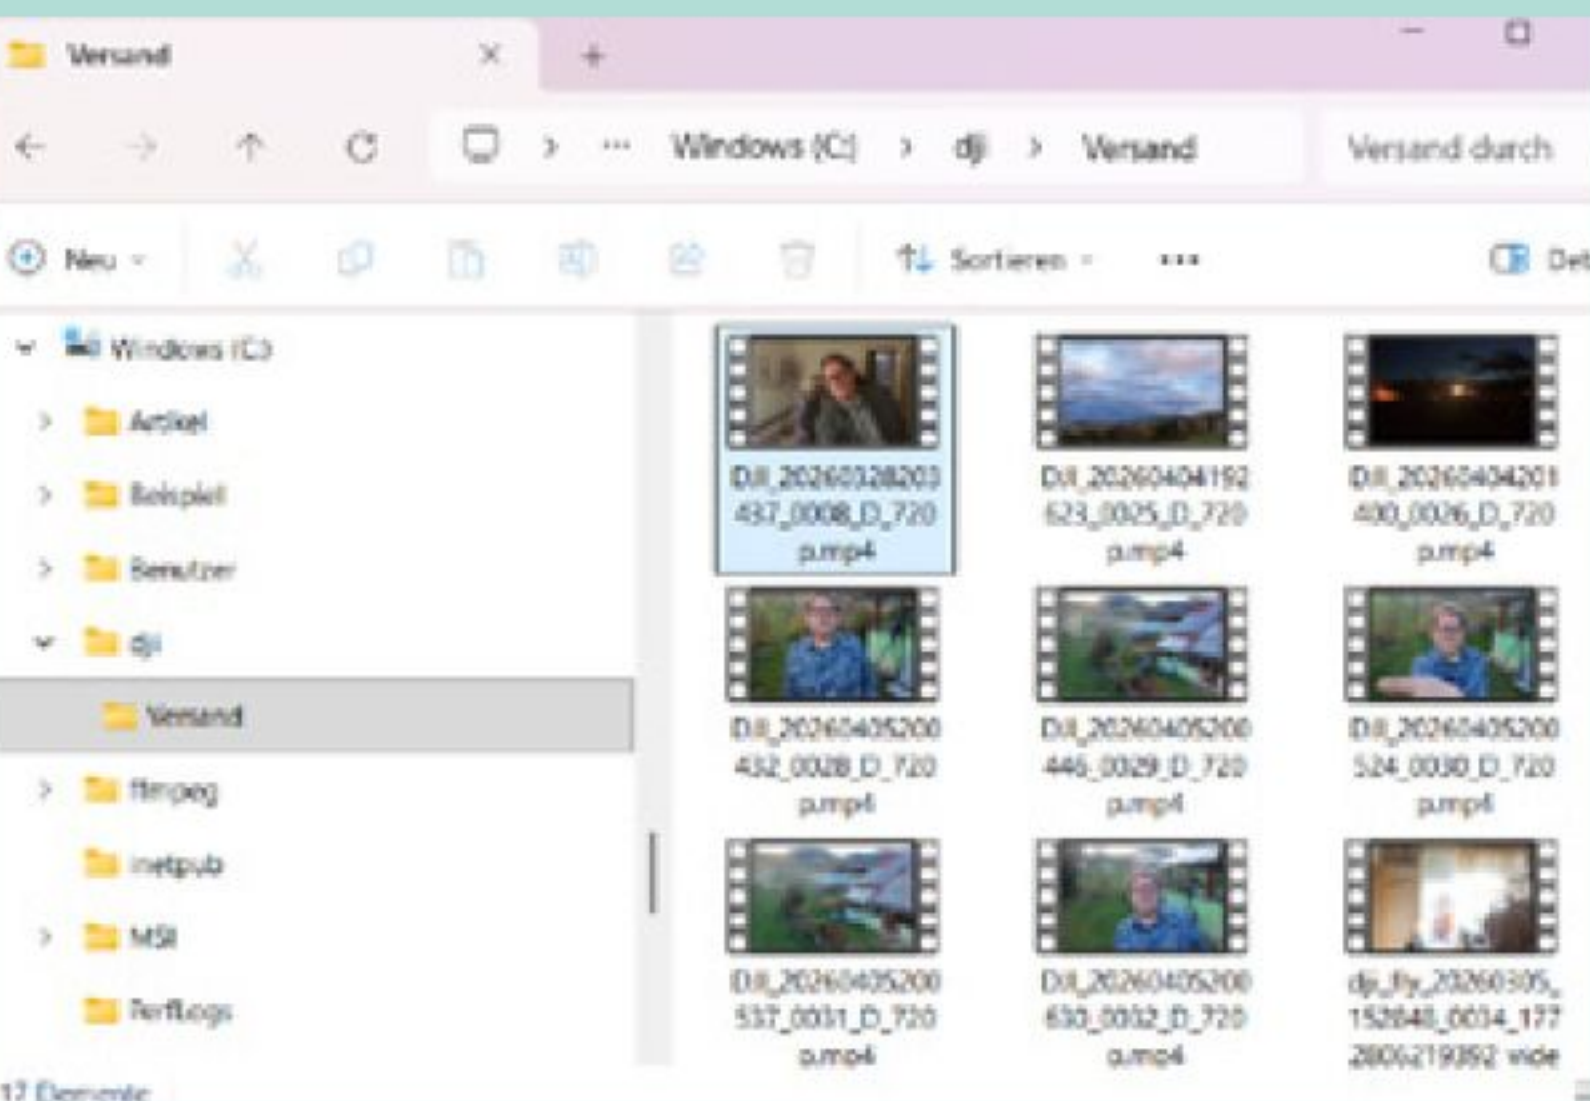 Versand
Windows (C:) > dji > Versand
Versand durch
Neu
Sortieren
Det
Windows (C:)
Artikel
Beispiel
Benutzer
dji
Versand
ffmpeg
inetpub
MSI
PerfLogs
DJI_20260328203
437_0008_D_720
p.mp4
DJI_20260404192
623_0025_D_720
p.mp4
DJI_20260404201
400_0026_D_720
p.mp4
DJI_20260405200
432_0028_D_720
p.mp4
DJI_20260405200
446_0029_D_720
p.mp4
DJI_20260405200
524_0030_D_720
p.mp4
DJI_20260405200
537_0031_D_720
p.mp4
DJI_20260405200
630_0032_D_720
p.mp4
dji_fly_20260305_
17 Elemente